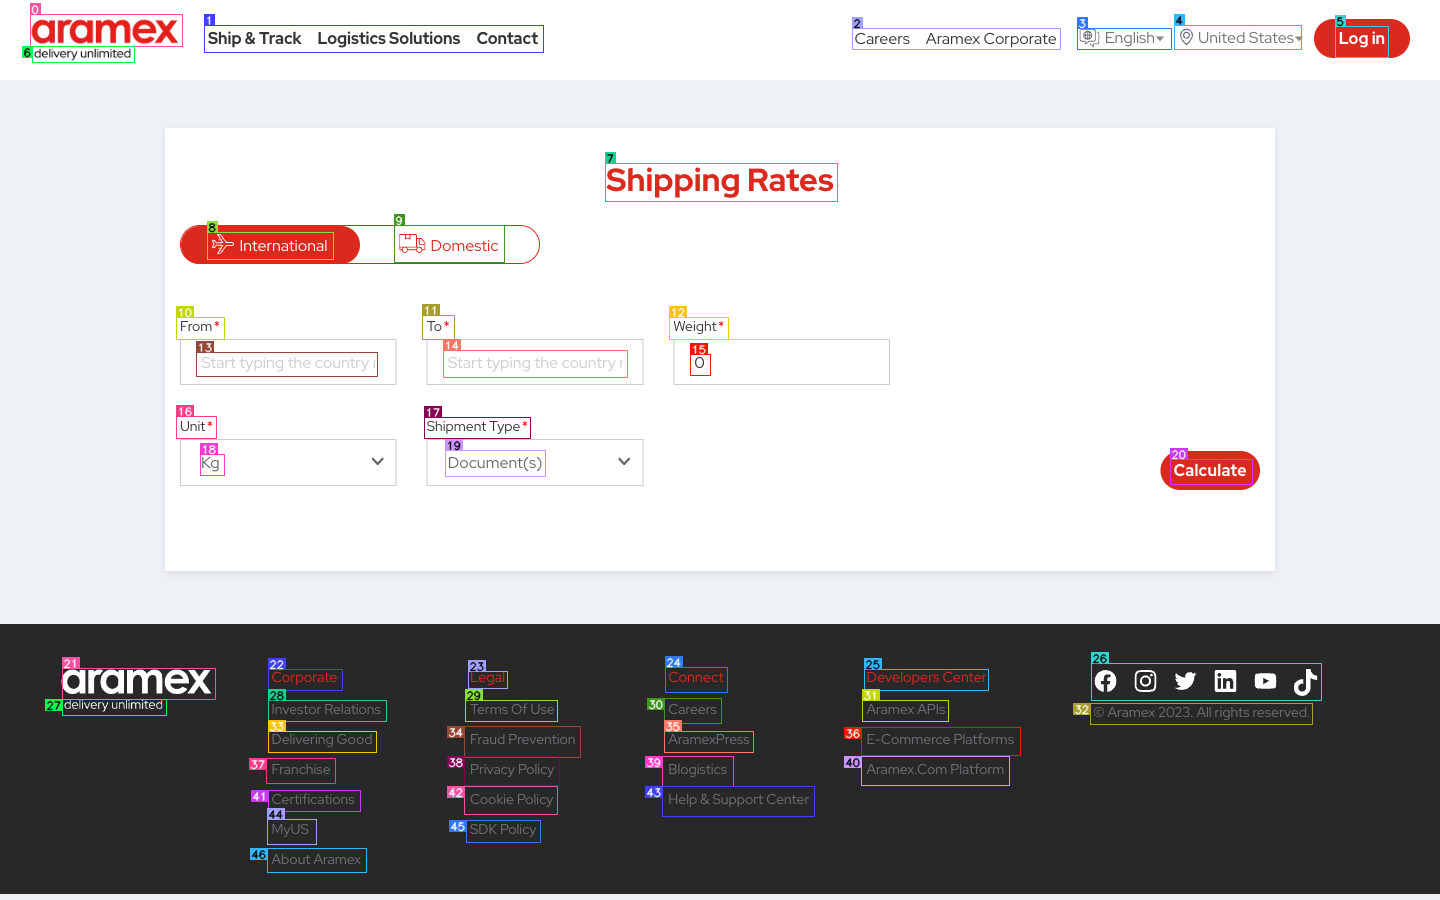 aramex
delivery unlimited
Ship & Track Logistics Solutions Contact
Careers Aramex Corporate
English
United States
Log in
Shipping Rates
International
Domestic
From*
To*
Weight*
Start typing the country
Start typing the country
0
Unit*
Shipment Type*
Kg
Document(s)
Calculate
aramex
delivery unlimited
Corporate
Investor Relations
Delivering Good
Franchise
Certifications
MyUS
About Aramex
Legal
Terms Of Use
Fraud Prevention
Privacy Policy
Cookie Policy
SDK Policy
Connect
Careers
AramexPress
Blogistics
Help & Support Center
Developers Center
Aramex APIs
E-Commerce Platforms
Aramex.Com Platform
© Aramex 2023. All rights reserved.
0
1
2
3
4
5
6
7
8
9
10
11
12
13
14
15
16
17
18
19
20
21
22
23
24
25
26
27
28
29
30
31
32
33
34
35
36
37
38
39
40
41
42
43
44
45
46